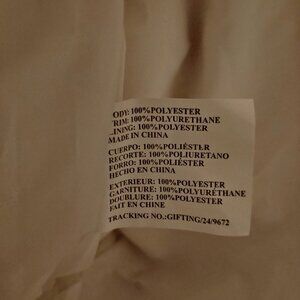 ODY: 100%POLYESTER
TRIM: 100%POLYURETHANE
LINING: 100%POLYESTER
MADE IN CHINA
CUERPO: 100%POLIÉSTER
RECORTE: 100%POLIURETANO
FORRO: 100%POLIÉSTER
HECHO EN CHINA
EXTERIEUR: 100%POLYESTER
GARNITURE: 100%POLYURÉTHANE
DOUBLURE: 100%POLYESTER
FAIT EN CHINE
TRACKING NO.:GIFTING/24/9672